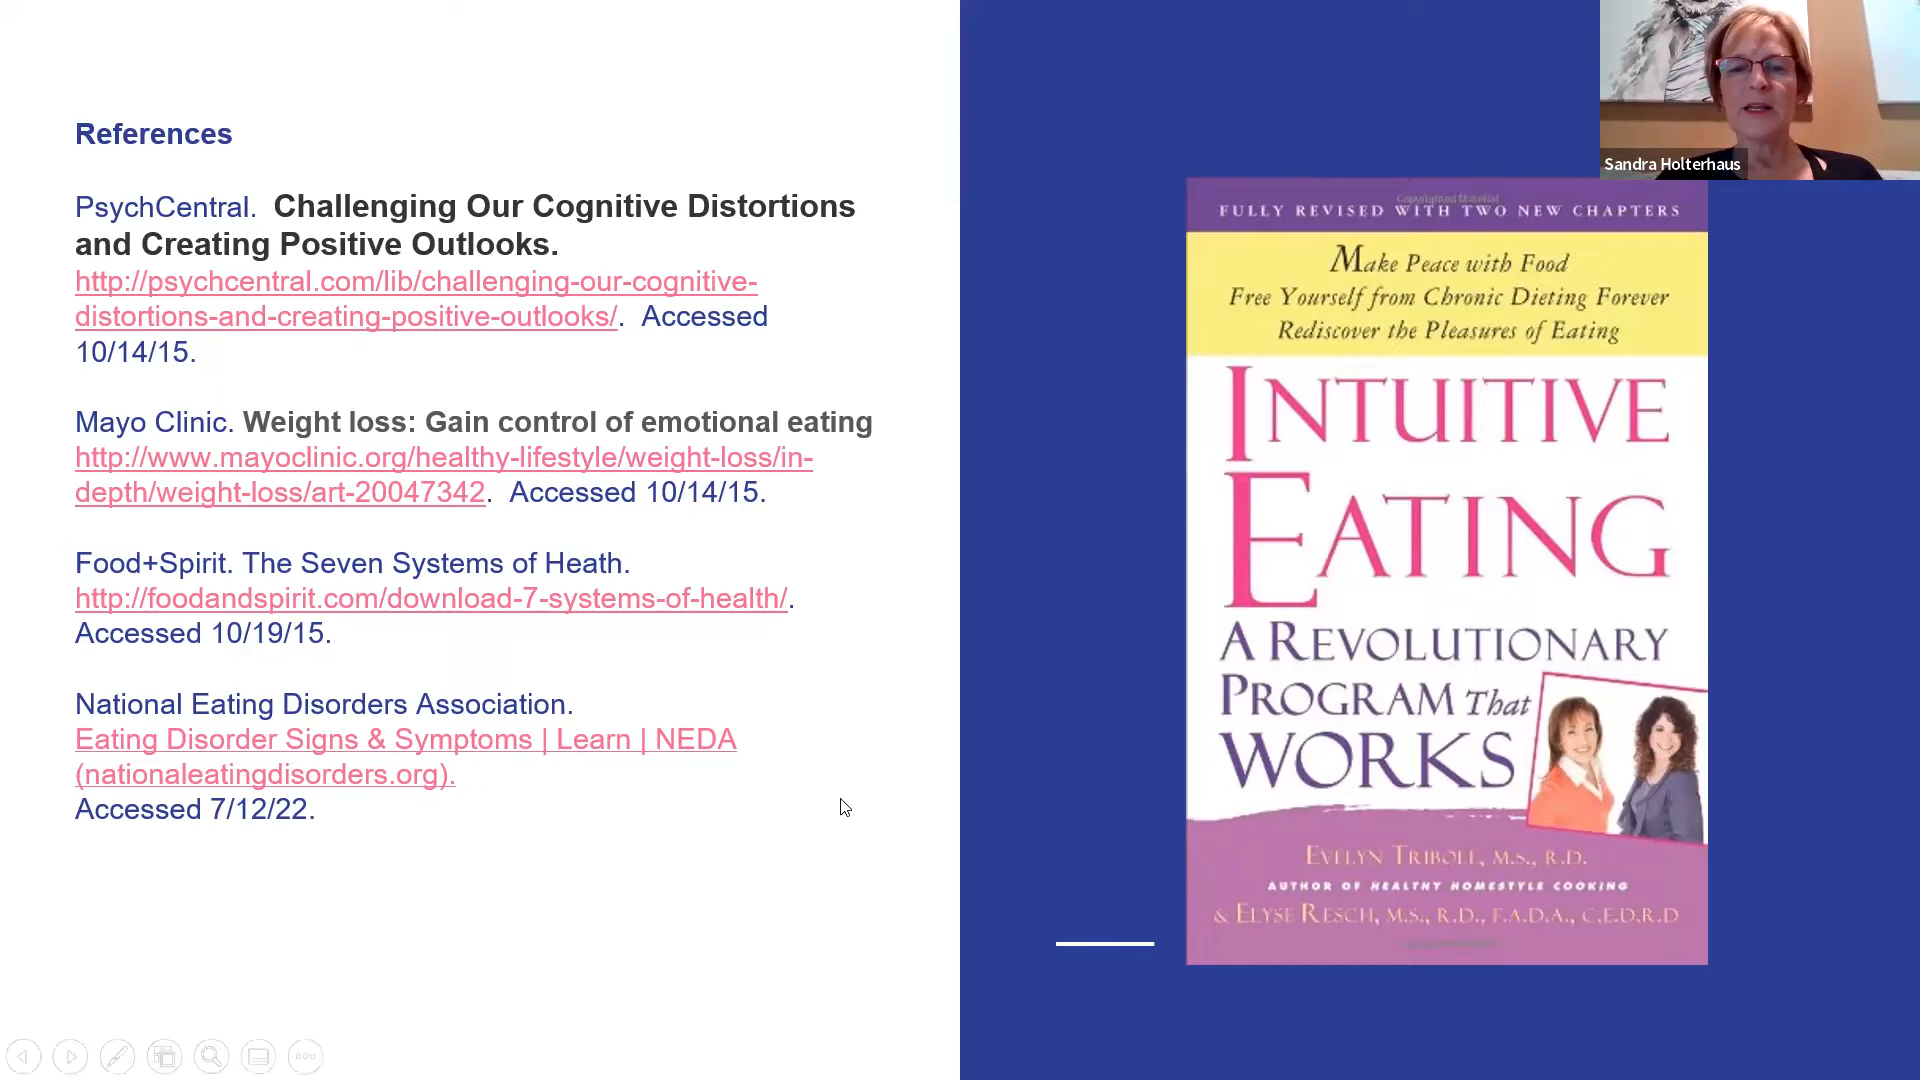 References
PsychCentral. Challenging Our Cognitive Distortions
and Creating Positive Outlooks.
http://psychcentral.com/lib/challenging-our-cognitive-
distortions-and-creating-positive-outlooks/. Accessed
10/14/15.
Mayo Clinic. Weight loss: Gain control of emotional eating
http://www.mayoclinic.org/healthy-lifestyle/weight-loss/in-
depth/weight-loss/art-20047342. Accessed 10/14/15.
Food+Spirit. The Seven Systems of Heath.
http://foodandspirit.com/download-7-systems-of-health/.
Accessed 10/19/15.
National Eating Disorders Association.
Eating Disorder Signs & Symptoms | Learn | NEDA
(nationaleatingdisorders.org).
Accessed 7/12/22.
Sandra Holterhaus
Copyrighted Material
FULLY REVISED WITH TWO NEW CHAPTERS
Make Peace with Food
Free Yourself from Chronic Dieting Forever
Rediscover the Pleasures of Eating
INTUITIVE
EATING
A REVOLUTIONARY
PROGRAM That
WORKS
EVELYN TRIBOLE, M.S., R.D.
AUTHOR OF HEALTHY HOMESTYLE COOKING
& ELYSE RESCH, M.S., R.D., F.A.D.A., C.E.D.R.D